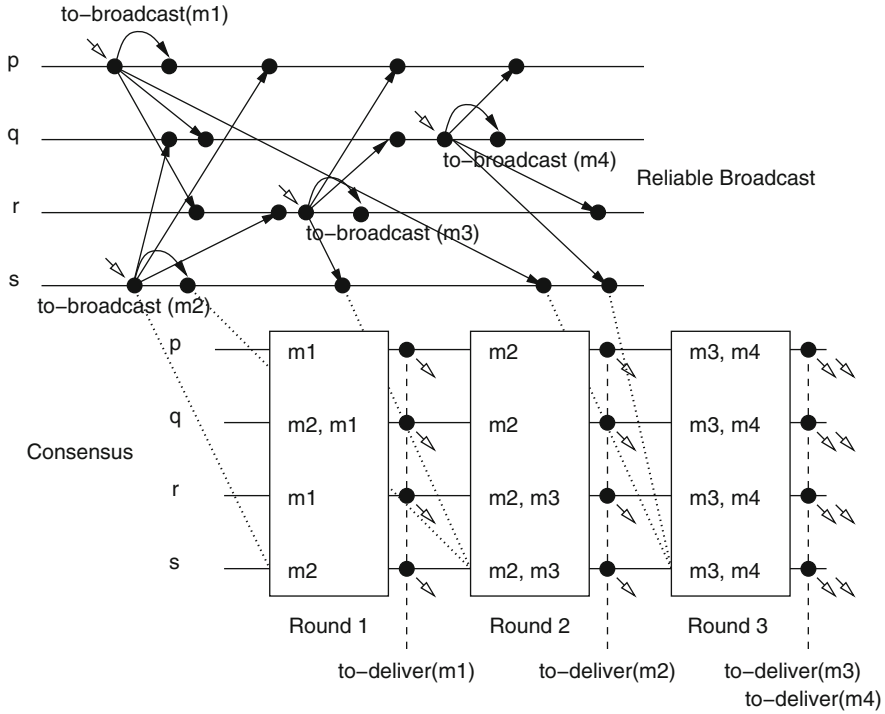 to−broadcast(m1)
p
q
to−broadcast (m4)
Reliable Broadcast
r
to−broadcast (m3)
s
to−broadcast (m2)
p
m1
m2
m3, m4
q
m2, m1
m2
m3, m4
Consensus
r
m1
m2, m3
m3, m4
s
m2
m2, m3
m3, m4
Round 1
Round 2
Round 3
to−deliver(m1)
to−deliver(m2)
to−deliver(m3)
to−deliver(m4)